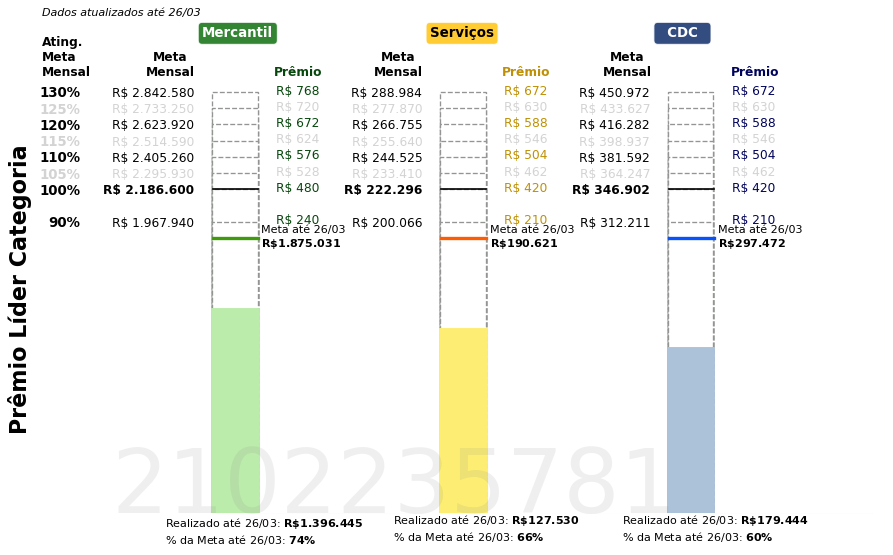 Dados atualizados até 26/03
Mercantil Serviços CDC
Ating. Meta Mensal Meta Mensal Prêmio Meta Mensal Prêmio Meta Mensal Prêmio
130% R$ 2.842.580 R$ 768 R$ 288.984 R$ 672 R$ 450.972 R$ 672
125% R$ 2.733.250 R$ 720 R$ 277.870 R$ 630 R$ 433.627 R$ 630
120% R$ 2.623.920 R$ 672 R$ 266.755 R$ 588 R$ 416.282 R$ 588
115% R$ 2.514.590 R$ 624 R$ 255.640 R$ 546 R$ 398.937 R$ 546
110% R$ 2.405.260 R$ 576 R$ 244.525 R$ 504 R$ 381.592 R$ 504
105% R$ 2.295.930 R$ 528 R$ 233.410 R$ 462 R$ 364.247 R$ 462
100% R$ 2.186.600 R$ 480 R$ 222.296 R$ 420 R$ 346.902 R$ 420
90% R$ 1.967.940 R$ 240 R$ 200.066 R$ 210 R$ 312.211 R$ 210
Meta até 26/03 Meta até 26/03 Meta até 26/03
R$1.875.031 R$190.621 R$297.472
Prêmio Líder Categoria
2102235781
Realizado até 26/03: R$1.396.445 Realizado até 26/03: R$127.530 Realizado até 26/03: R$179.444
% da Meta até 26/03: 74% % da Meta até 26/03: 66% % da Meta até 26/03: 60%